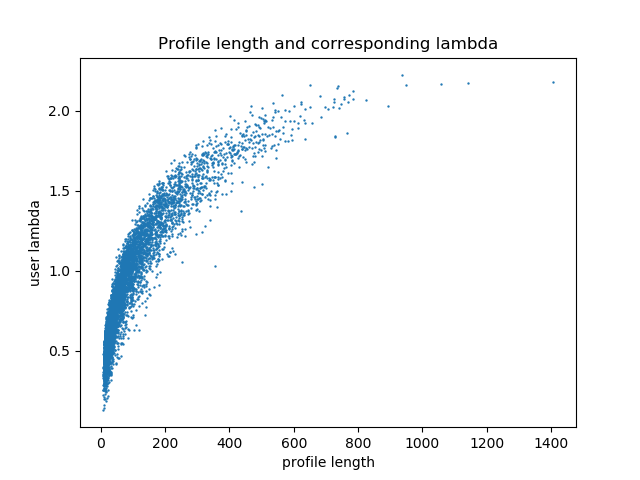 Profile length and corresponding lambda
2.0
1.5
1.0
0.5
user lambda
0 200 400 600 800 1000 1200 1400
profile length